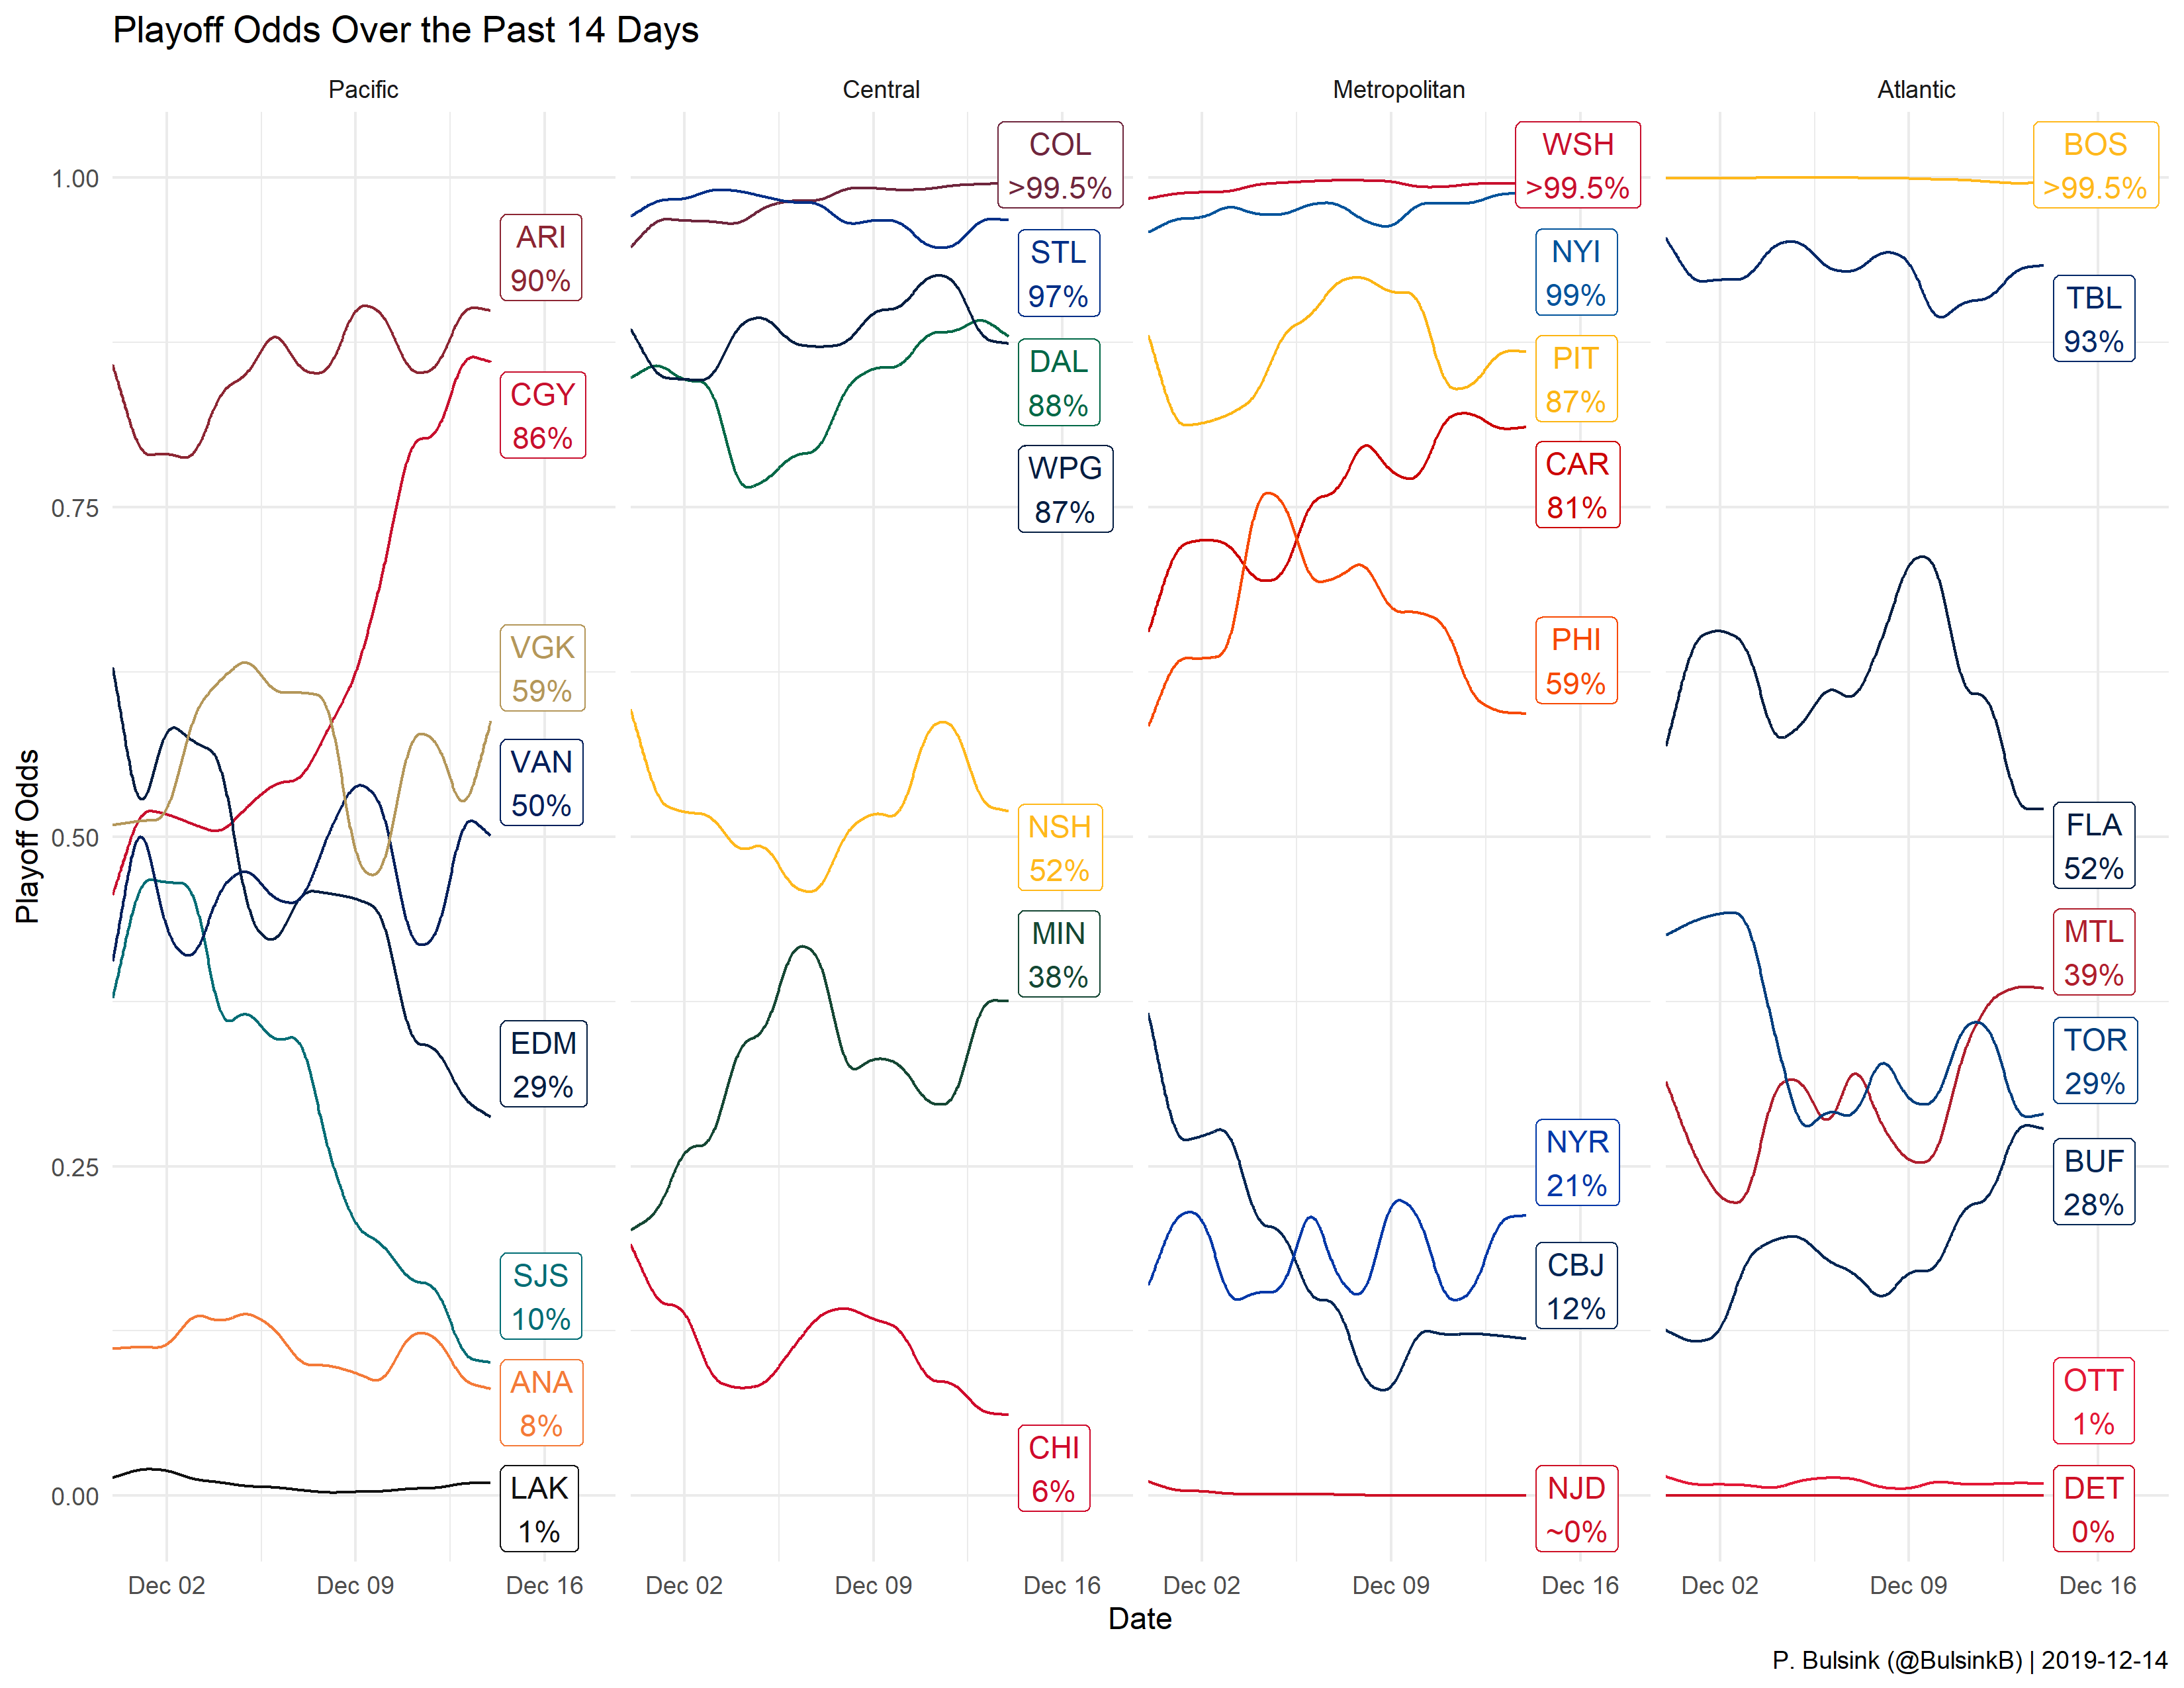 Playoff Odds Over the Past 14 Days
Pacific
Central
Metropolitan
Atlantic
Playoff Odds
1.00
0.75
0.50
0.25
0.00
ARI
90%
CGY
86%
VGK
59%
VAN
50%
EDM
29%
SJS
10%
ANA
8%
LAK
1%
COL
>99.5%
STL
97%
DAL
88%
WPG
87%
NSH
52%
MIN
38%
CHI
6%
WSH
>99.5%
NYI
99%
PIT
87%
CAR
81%
PHI
59%
NYR
21%
CBJ
12%
NJD
~0%
BOS
>99.5%
TBL
93%
FLA
52%
MTL
39%
TOR
29%
BUF
28%
OTT
1%
DET
0%
Dec 02
Dec 09
Dec 16
Dec 02
Dec 09
Dec 16
Dec 02
Dec 09
Dec 16
Dec 02
Dec 09
Dec 16
Date
P. Bulsink (@BulsinkB) | 2019-12-14